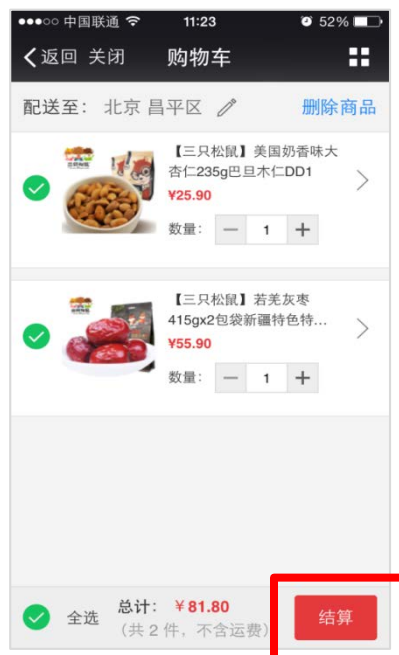 中国联通 11:23 52%
返回 关闭 购物车
配送至: 北京 昌平区 删除商品
【三只松鼠】美国奶香味大
杏仁235g巴旦木仁DD1
¥25.90
数量: — 1 +
【三只松鼠】若羌灰枣
415gx2包袋新疆特色特...
¥55.90
数量: — 1 +
全选 总计: ¥81.80 结算
(共2件, 不含运费)